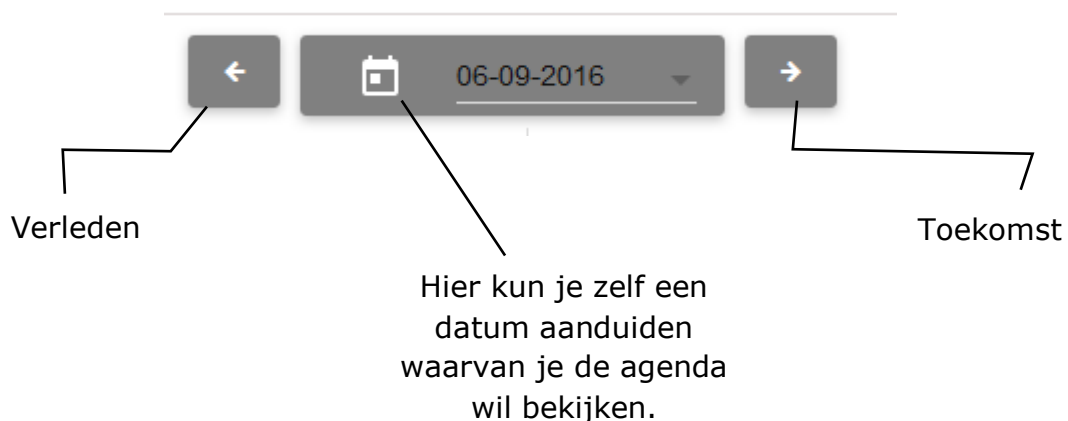 06-09-2016
Verleden
Toekomst
Hier kun je zelf een
datum aanduiden
waarvan je de agenda
wil bekijken.